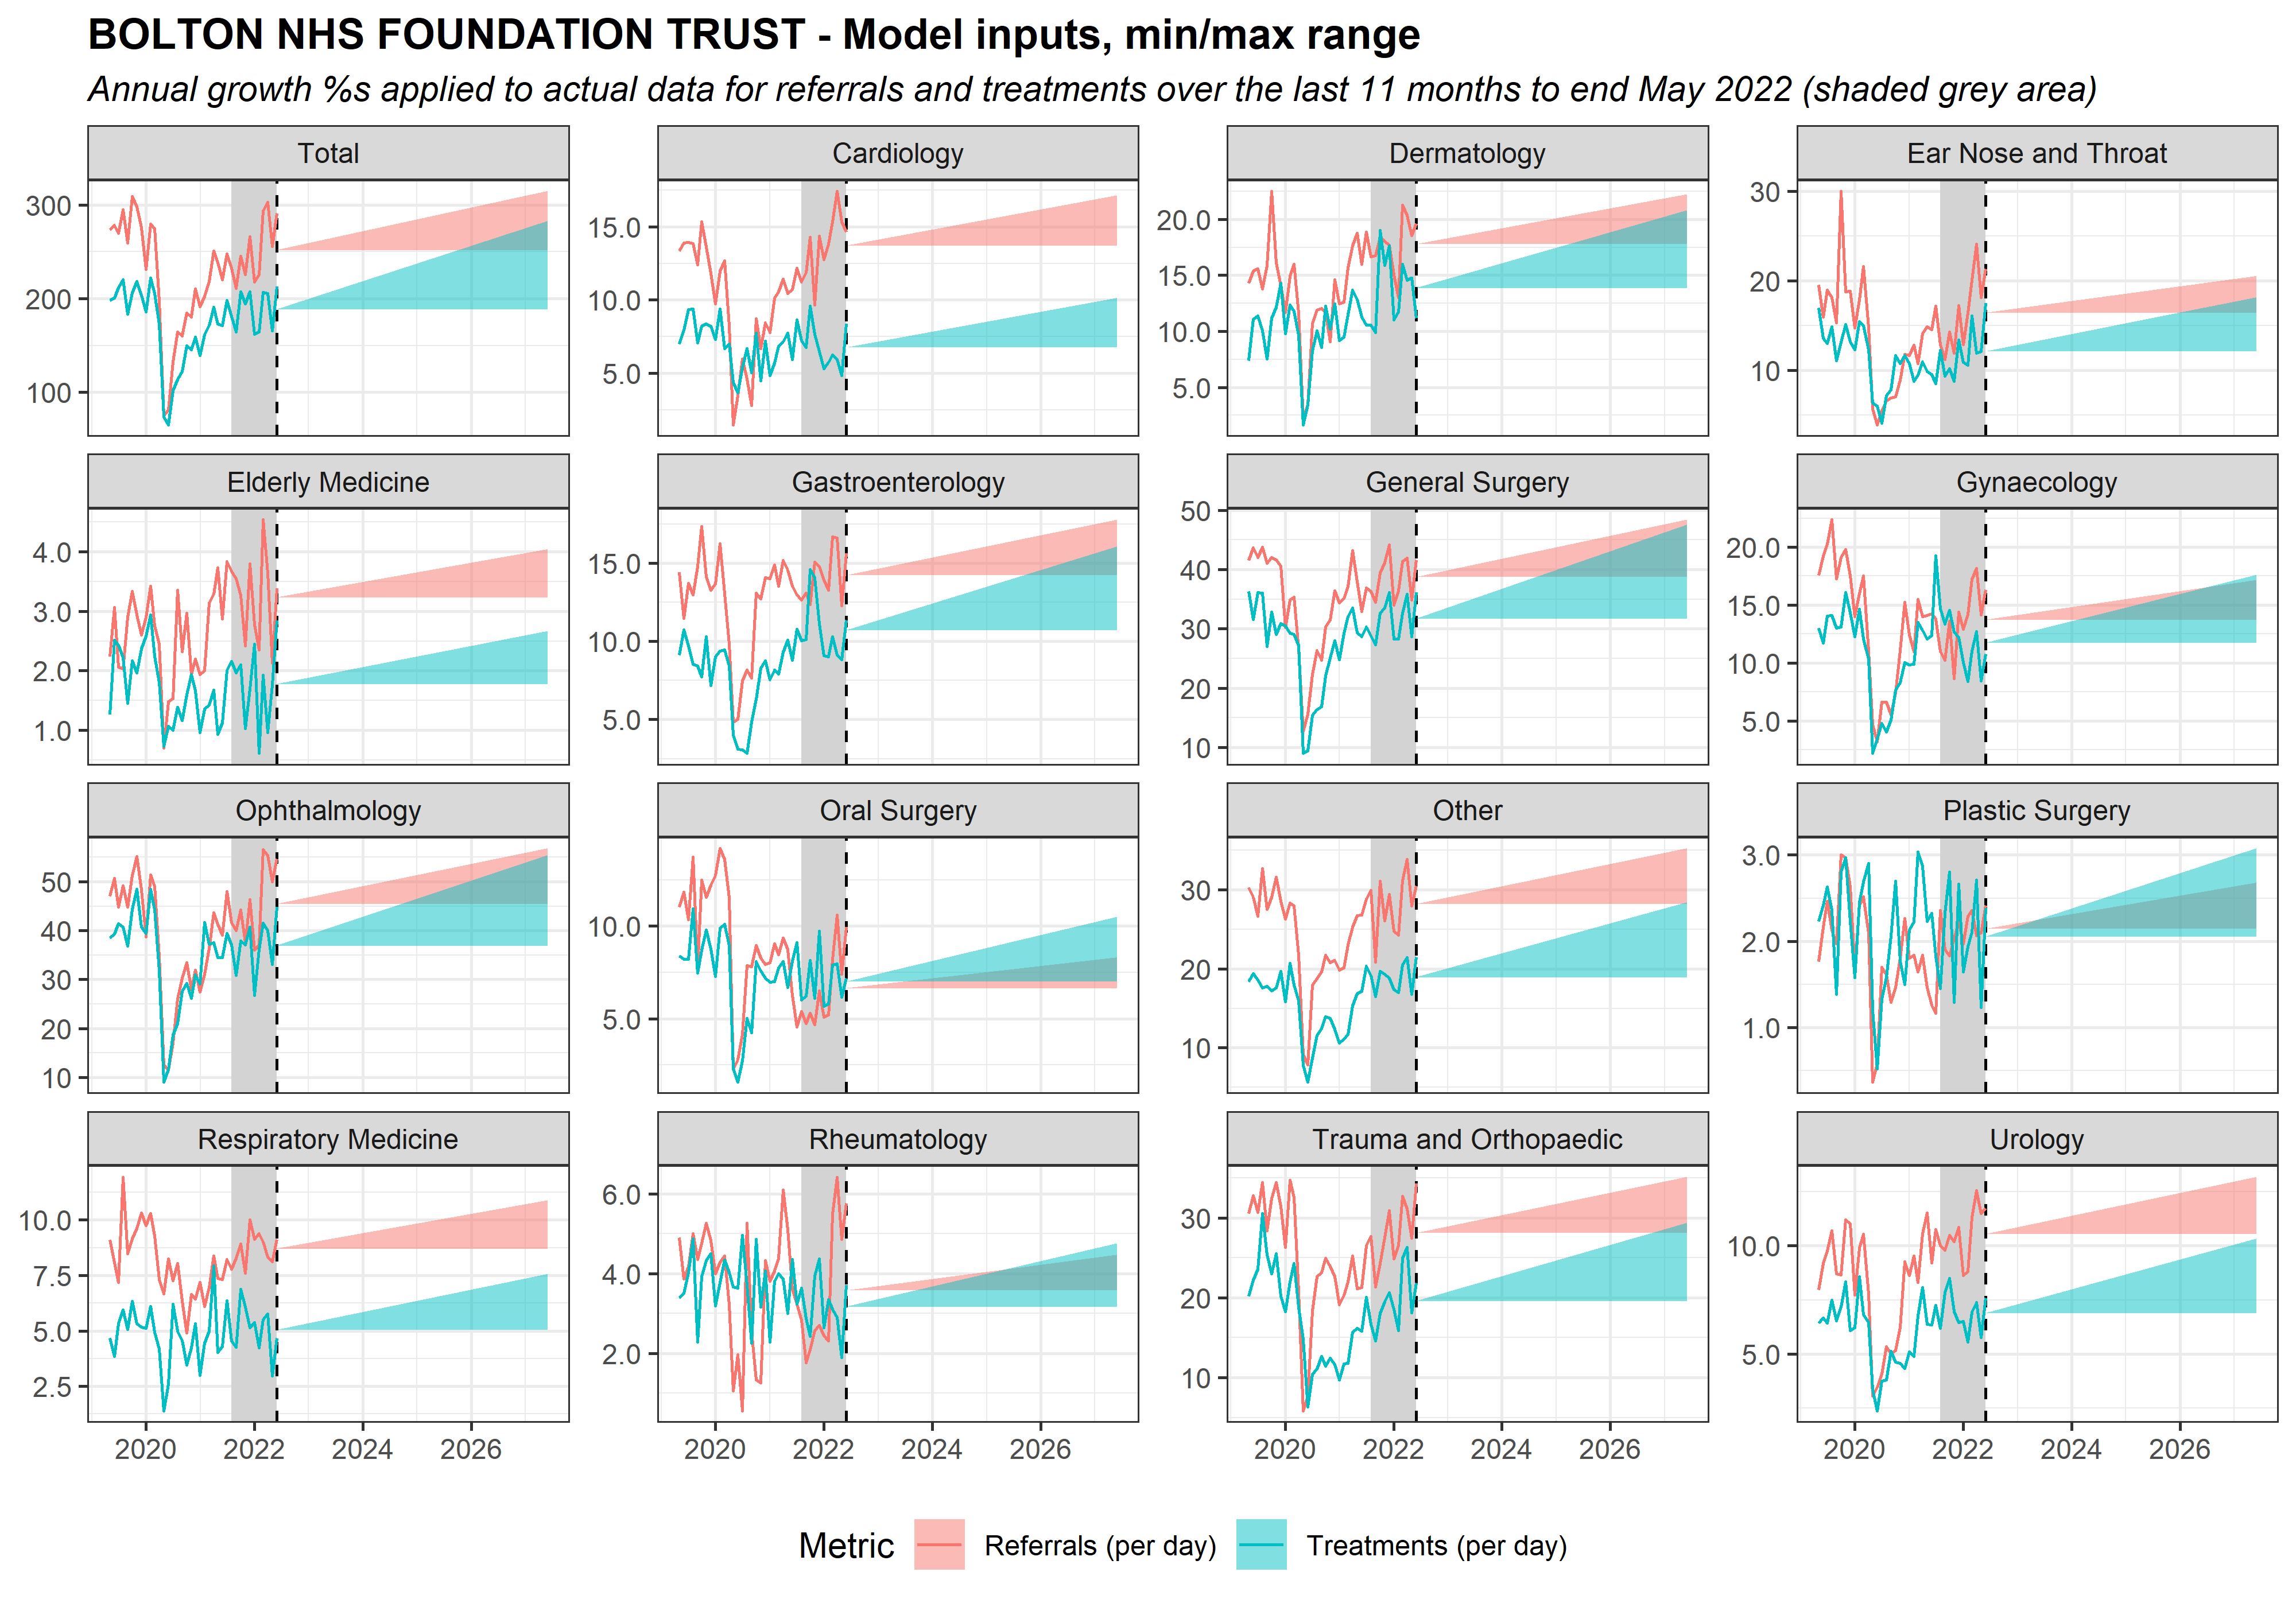 BOLTON NHS FOUNDATION TRUST - Model inputs, min/max range
Annual growth %s applied to actual data for referrals and treatments over the last 11 months to end May 2022 (shaded grey area)
Total
Cardiology
Dermatology
Ear Nose and Throat
300
200
100
15.0
10.0
5.0
20.0
15.0
10.0
5.0
30
20
10
Elderly Medicine
Gastroenterology
General Surgery
Gynaecology
4.0
3.0
2.0
1.0
15.0
10.0
5.0
50
40
30
20
10
20.0
15.0
10.0
5.0
Ophthalmology
Oral Surgery
Other
Plastic Surgery
50
40
30
20
10
10.0
5.0
30
20
10
3.0
2.0
1.0
Respiratory Medicine
Rheumatology
Trauma and Orthopaedic
Urology
10.0
7.5
5.0
2.5
6.0
4.0
2.0
30
20
10
10.0
5.0
2020 2022 2024 2026
2020 2022 2024 2026
2020 2022 2024 2026
2020 2022 2024 2026
Metric Referrals (per day) Treatments (per day)